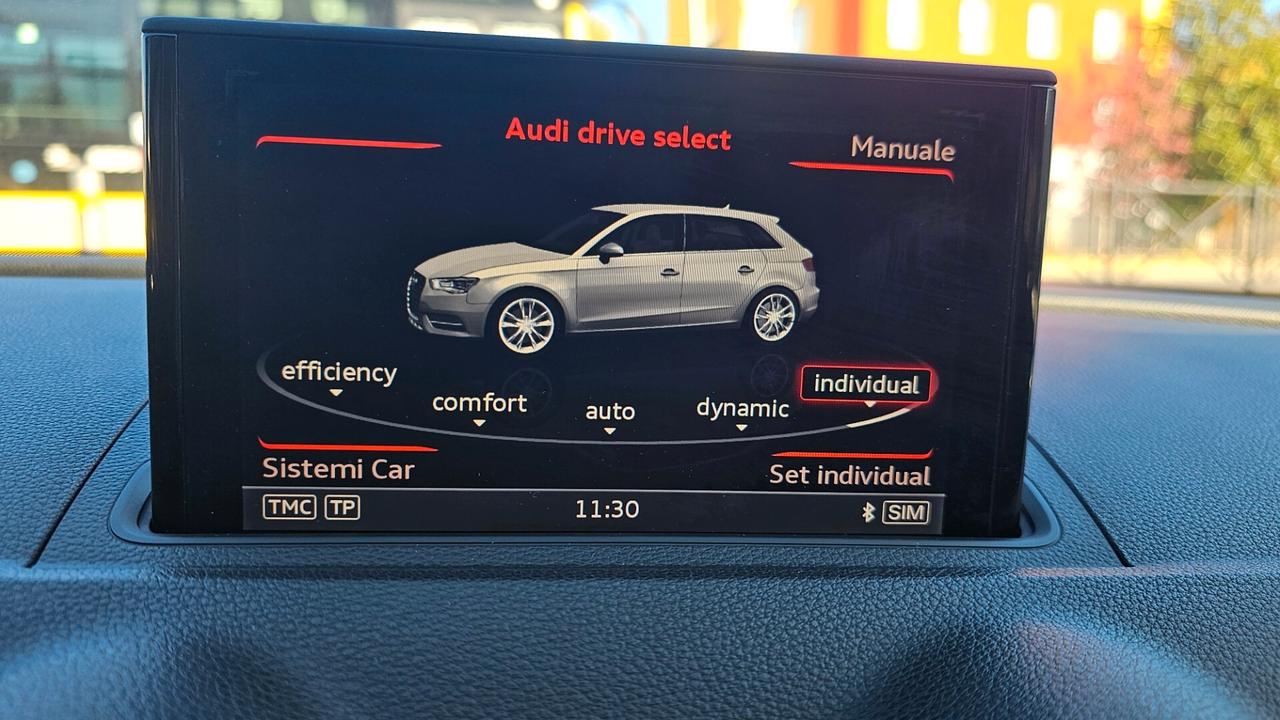 Audi drive select
Manuale
efficiency
comfort
auto
dynamic
individual
Sistemi Car
Set individual
TMC TP
11:30
SIM